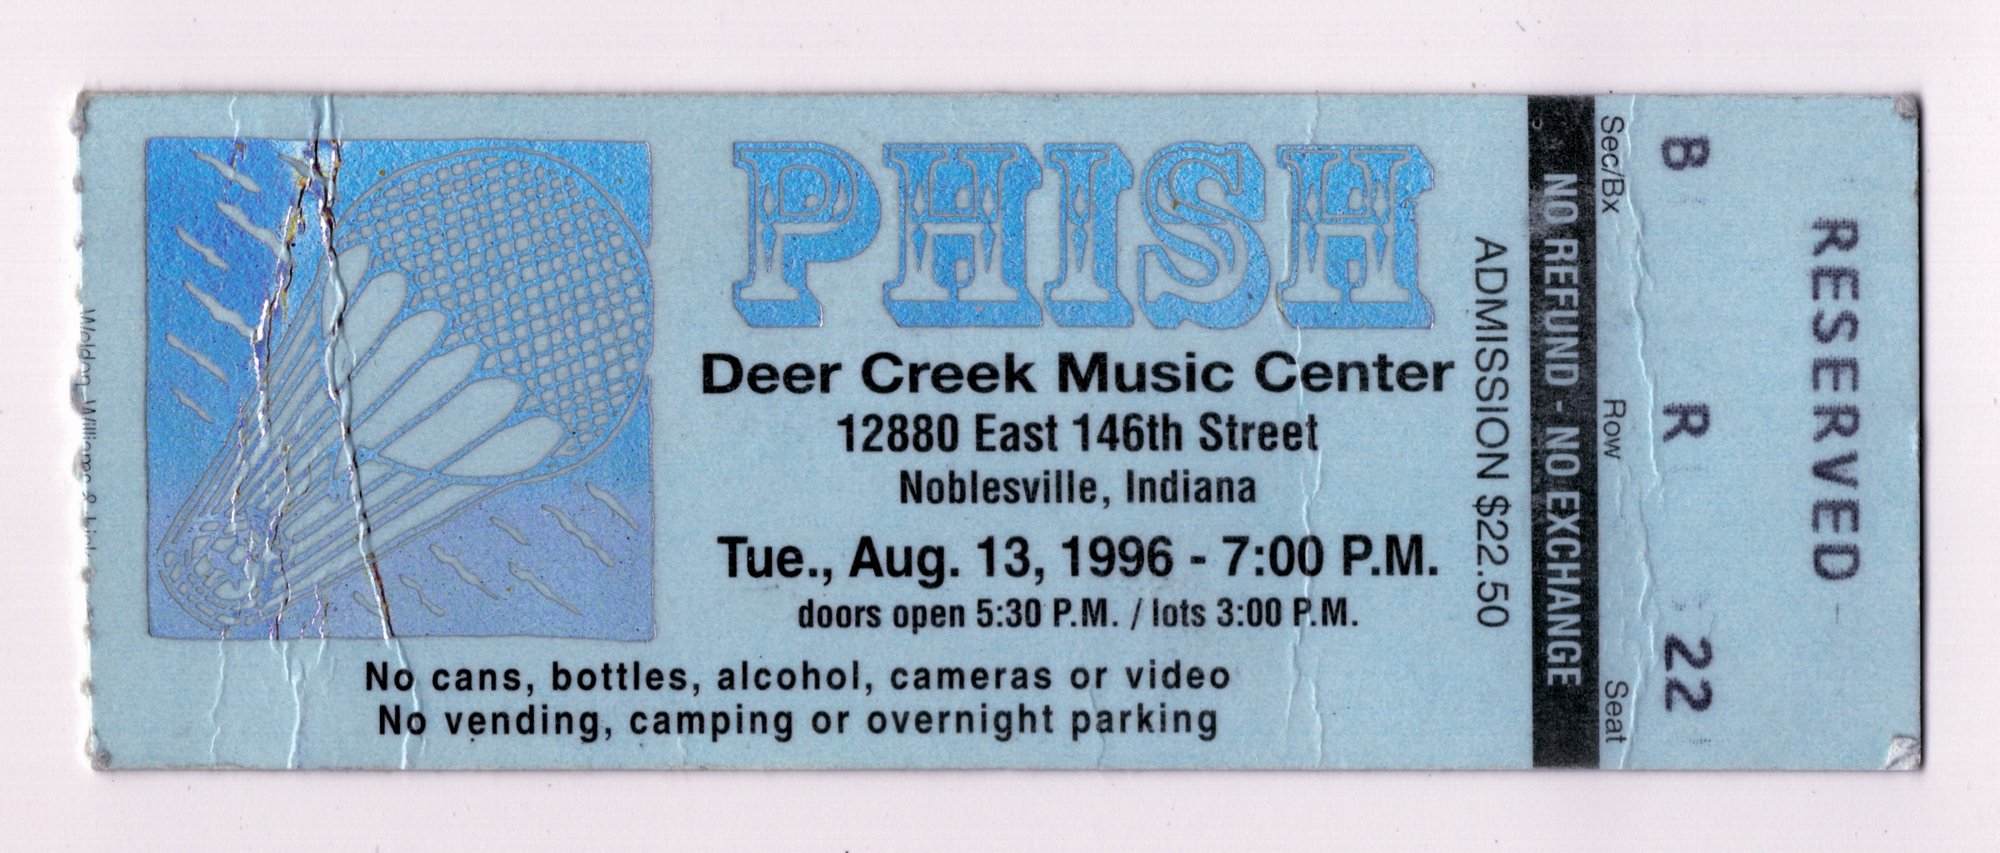 PHISH
Deer Creek Music Center
12880 East 146th Street
Noblesville, Indiana
Tue., Aug. 13, 1996 - 7:00 P.M.
doors open 5:30 P.M. / lots 3:00 P.M.
No cans, bottles, alcohol, cameras or video
No vending, camping or overnight parking
ADMISSION $22.50
NO REFUND - NO EXCHANGE
Sec/Bx Row Seat
B R 22
RESERVED
Weldon, Williams &